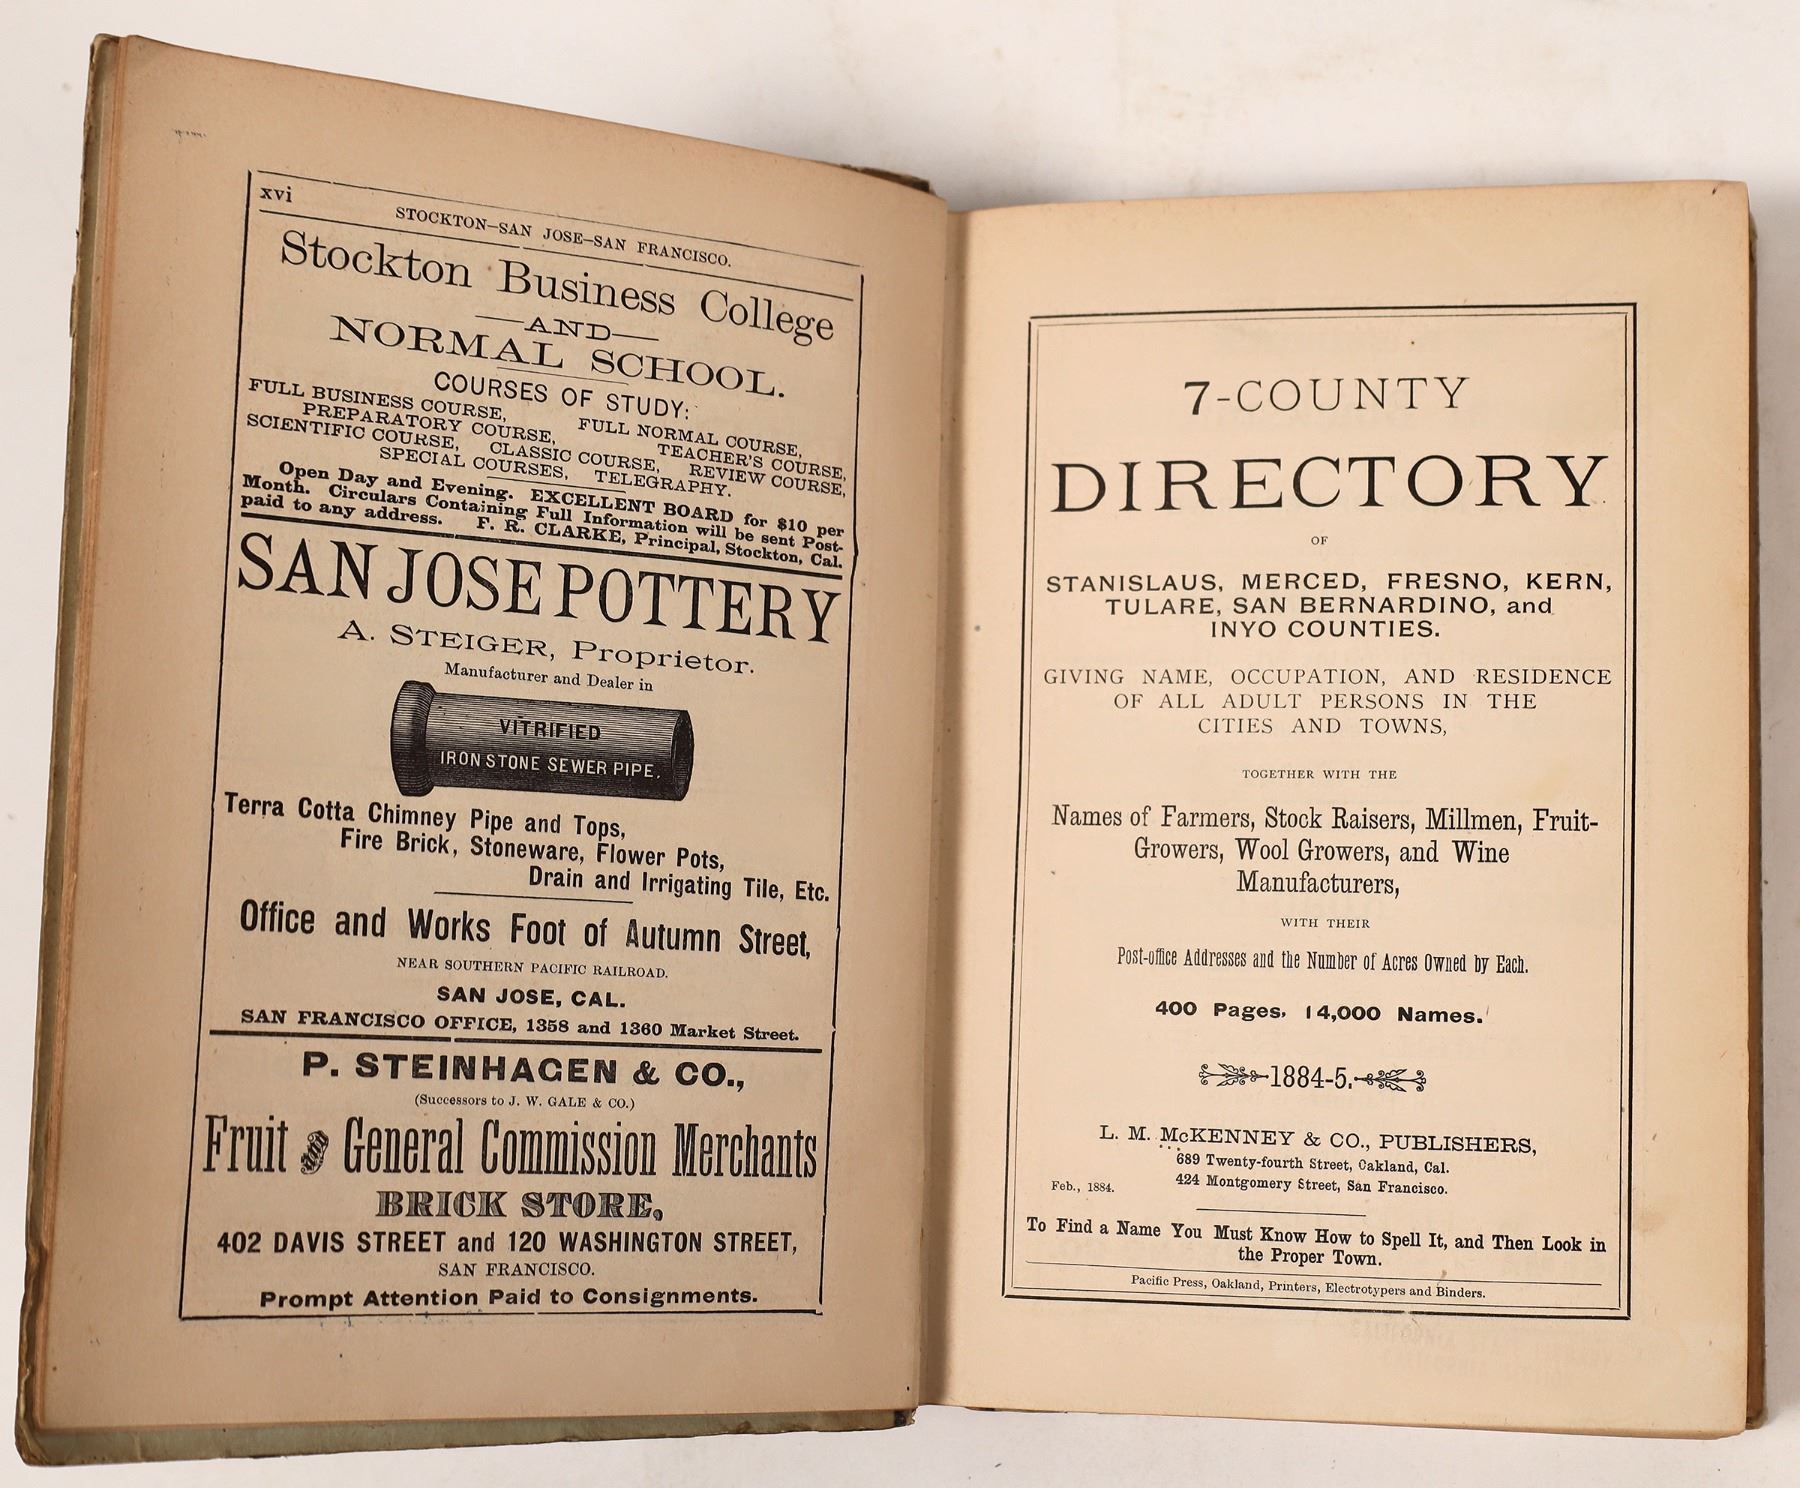 xvi
STOCKTON–SAN JOSE–SAN FRANCISCO.
Stockton Business College
—AND—
NORMAL SCHOOL.
COURSES OF STUDY:
FULL BUSINESS COURSE, FULL NORMAL COURSE,
PREPARATORY COURSE, TEACHER'S COURSE,
SCIENTIFIC COURSE, CLASSIC COURSE, REVIEW COURSE,
SPECIAL COURSES, TELEGRAPHY.
Open Day and Evening. EXCELLENT BOARD for $10 per
Month. Circulars Containing Full Information will be sent Post-
paid to any address. F. R. CLARKE, Principal, Stockton, Cal.
SAN JOSE POTTERY
A. STEIGER, Proprietor.
Manufacturer and Dealer in
VITRIFIED
IRON STONE SEWER PIPE.
Terra Cotta Chimney Pipe and Tops,
Fire Brick, Stoneware, Flower Pots,
Drain and Irrigating Tile, Etc.
Office and Works Foot of Autumn Street,
NEAR SOUTHERN PACIFIC RAILROAD.
SAN JOSE, CAL.
SAN FRANCISCO OFFICE, 1358 and 1360 Market Street.
P. STEINHAGEN & CO.,
(Successors to J. W. GALE & CO.)
Fruit and General Commission Merchants
BRICK STORE,
402 DAVIS STREET and 120 WASHINGTON STREET,
SAN FRANCISCO.
Prompt Attention Paid to Consignments.
7-COUNTY
DIRECTORY
OF
STANISLAUS, MERCED, FRESNO, KERN,
TULARE, SAN BERNARDINO, and
INYO COUNTIES.
GIVING NAME, OCCUPATION, AND RESIDENCE
OF ALL ADULT PERSONS IN THE
CITIES AND TOWNS,
TOGETHER WITH THE
Names of Farmers, Stock Raisers, Millmen, Fruit-
Growers, Wool Growers, and Wine
Manufacturers,
WITH THEIR
Post-office Addresses and the Number of Acres Owned by Each.
400 Pages. 14,000 Names.
1884-5.
L. M. McKENNEY & CO., PUBLISHERS,
689 Twenty-fourth Street, Oakland, Cal.
Feb., 1884. 424 Montgomery Street, San Francisco.
To Find a Name You Must Know How to Spell It, and Then Look in
the Proper Town.
Pacific Press, Oakland, Printers, Electrotypers and Binders.